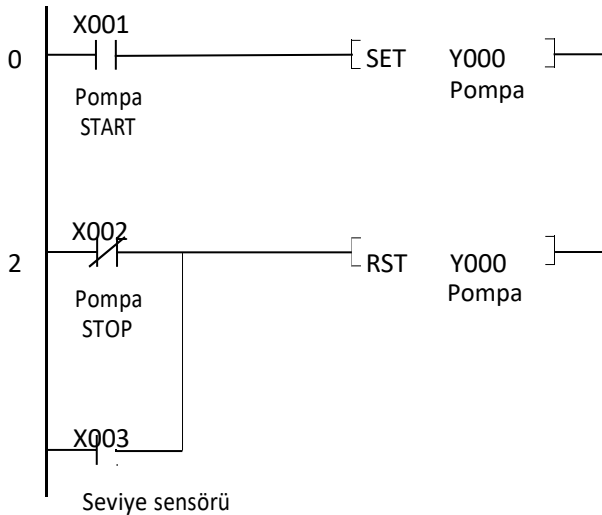 X001
0 SET Y000
Pompa
START
Pompa
X002
2 RST Y000
Pompa
STOP
Pompa
X003
Seviye sensörü